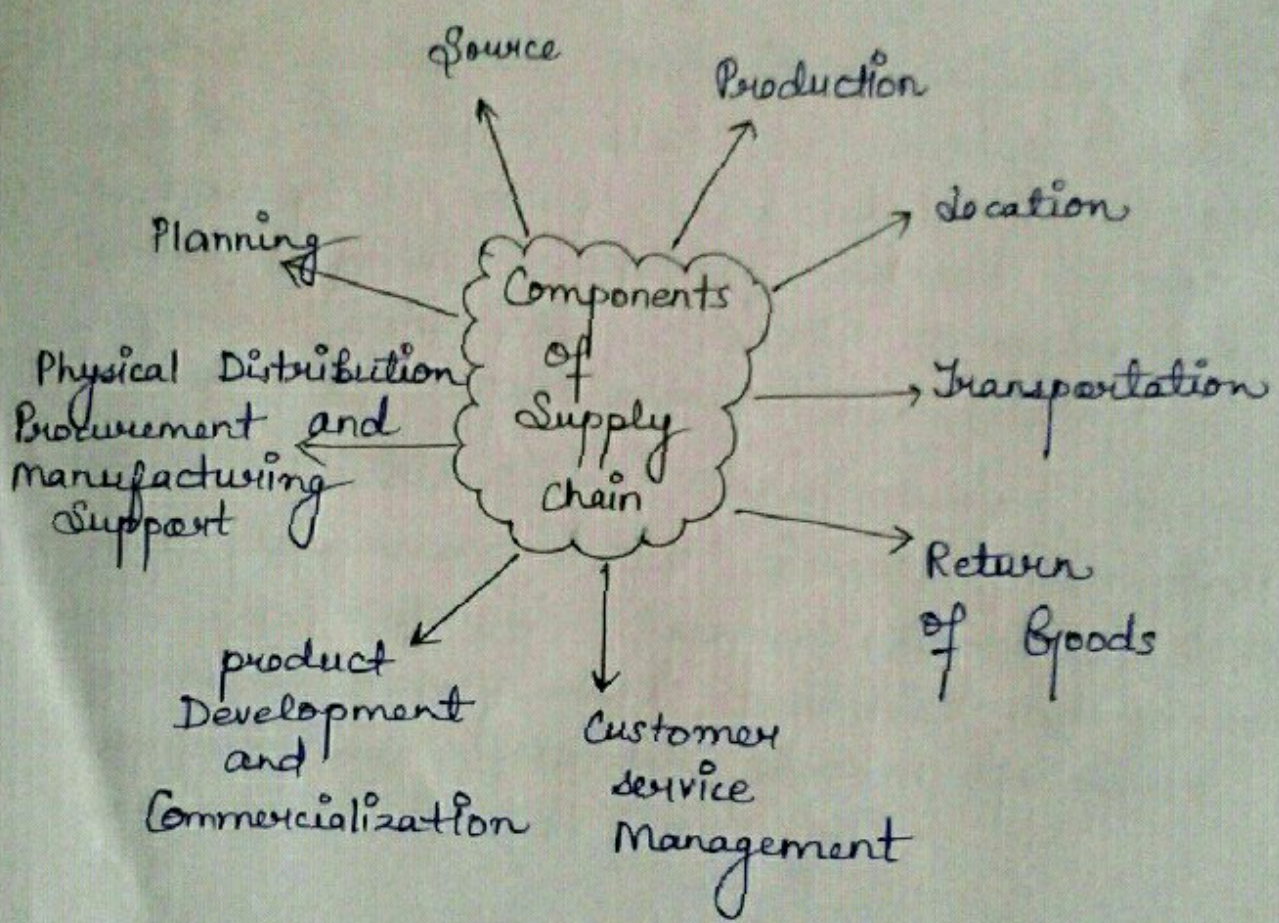 Source
Production
Location
Planning
Components
of
Supply
Chain
Transportation
Return
of Goods
Customer
service
Management
product
Development
and
Commercialization
Physical Distribution
Procurement and
Manufacturing
Support